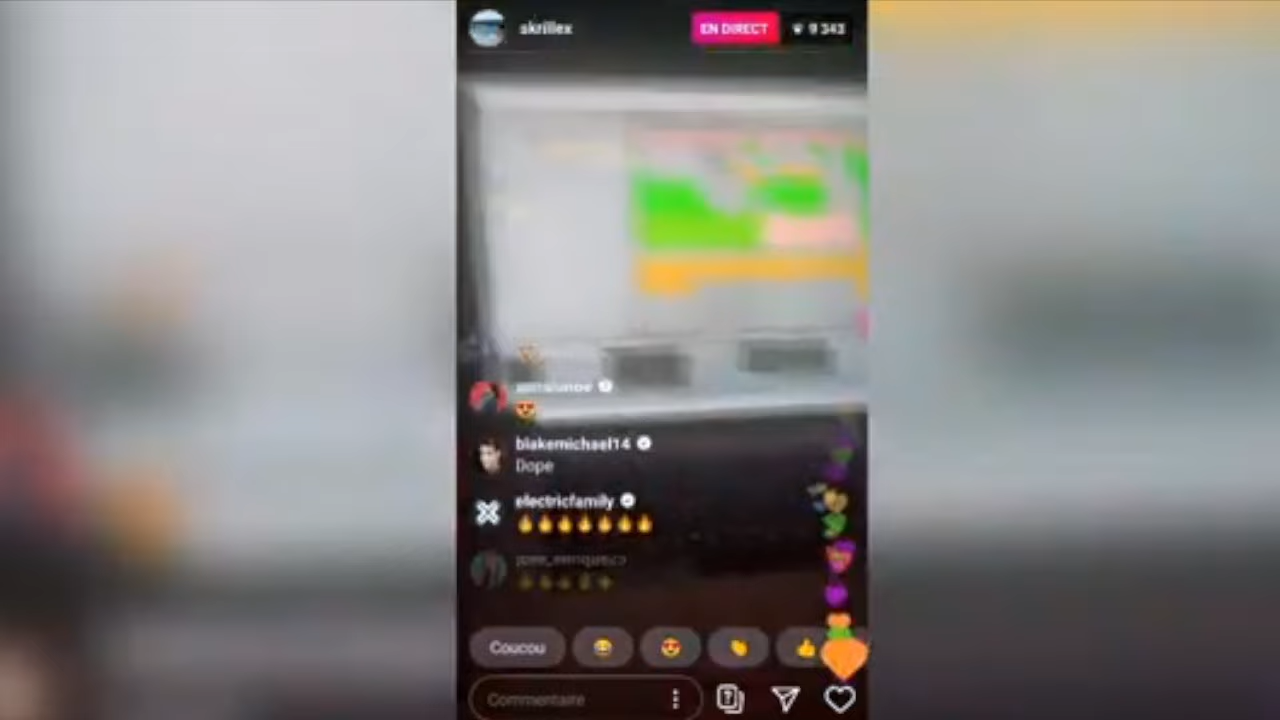 skrillex
EN DIRECT
9 343
blakemichael14
Dope
electricfamily
Coucou
Commentaire